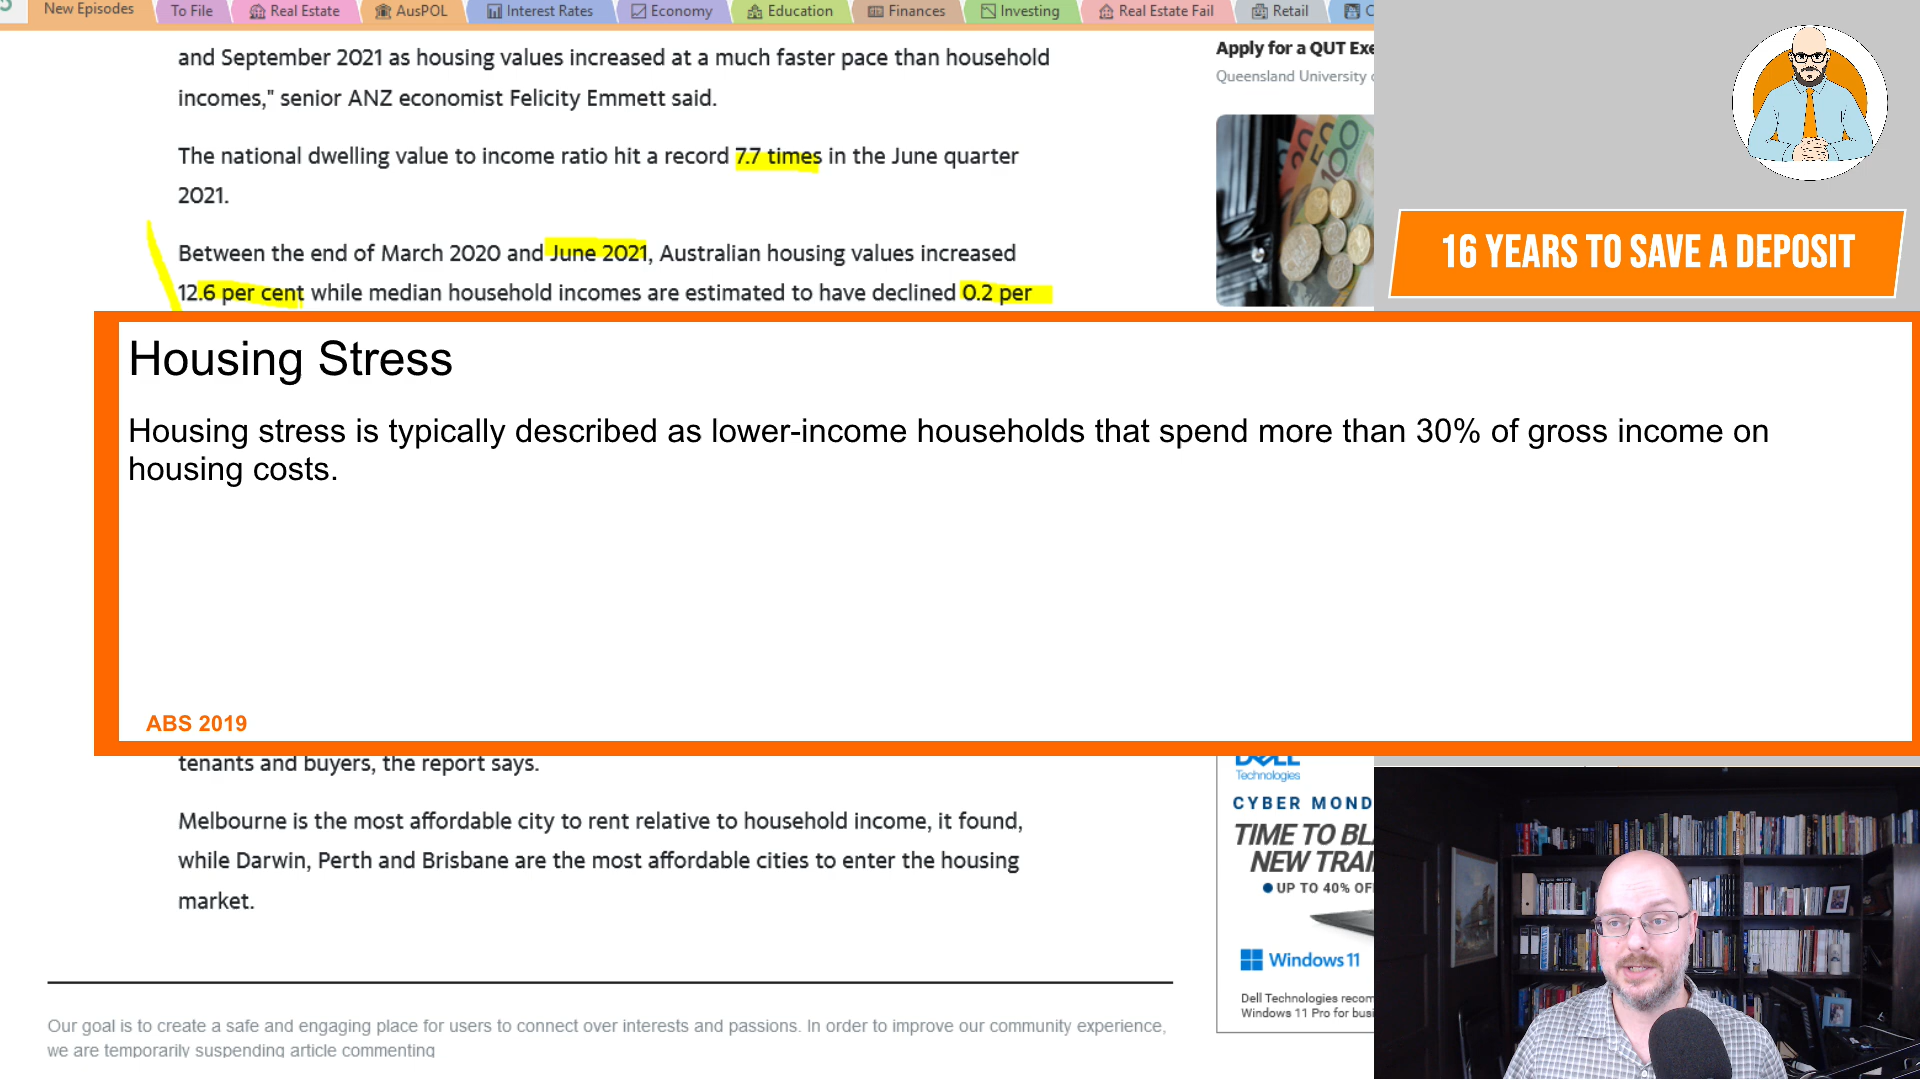 New Episodes
To File
Real Estate
AusPOL
Interest Rates
Economy
Education
Finances
Investing
Real Estate Fail
Retail
and September 2021 as housing values increased at a much faster pace than household
incomes," senior ANZ economist Felicity Emmett said.
The national dwelling value to income ratio hit a record 7.7 times in the June quarter
2021.
Between the end of March 2020 and June 2021, Australian housing values increased
12.6 per cent while median household incomes are estimated to have declined 0.2 per
Apply for a QUT Exe
Queensland University
16 YEARS TO SAVE A DEPOSIT
Housing Stress
Housing stress is typically described as lower-income households that spend more than 30% of gross income on
housing costs.
ABS 2019
tenants and buyers, the report says.
Melbourne is the most affordable city to rent relative to household income, it found,
while Darwin, Perth and Brisbane are the most affordable cities to enter the housing
market.
DELL
Technologies
CYBER MOND
TIME TO BL
NEW TRAI
UP TO 40% OF
Windows 11
Dell Technologies recom
Windows 11 Pro for busi
Our goal is to create a safe and engaging place for users to connect over interests and passions. In order to improve our community experience,
we are temporarily suspending article commenting